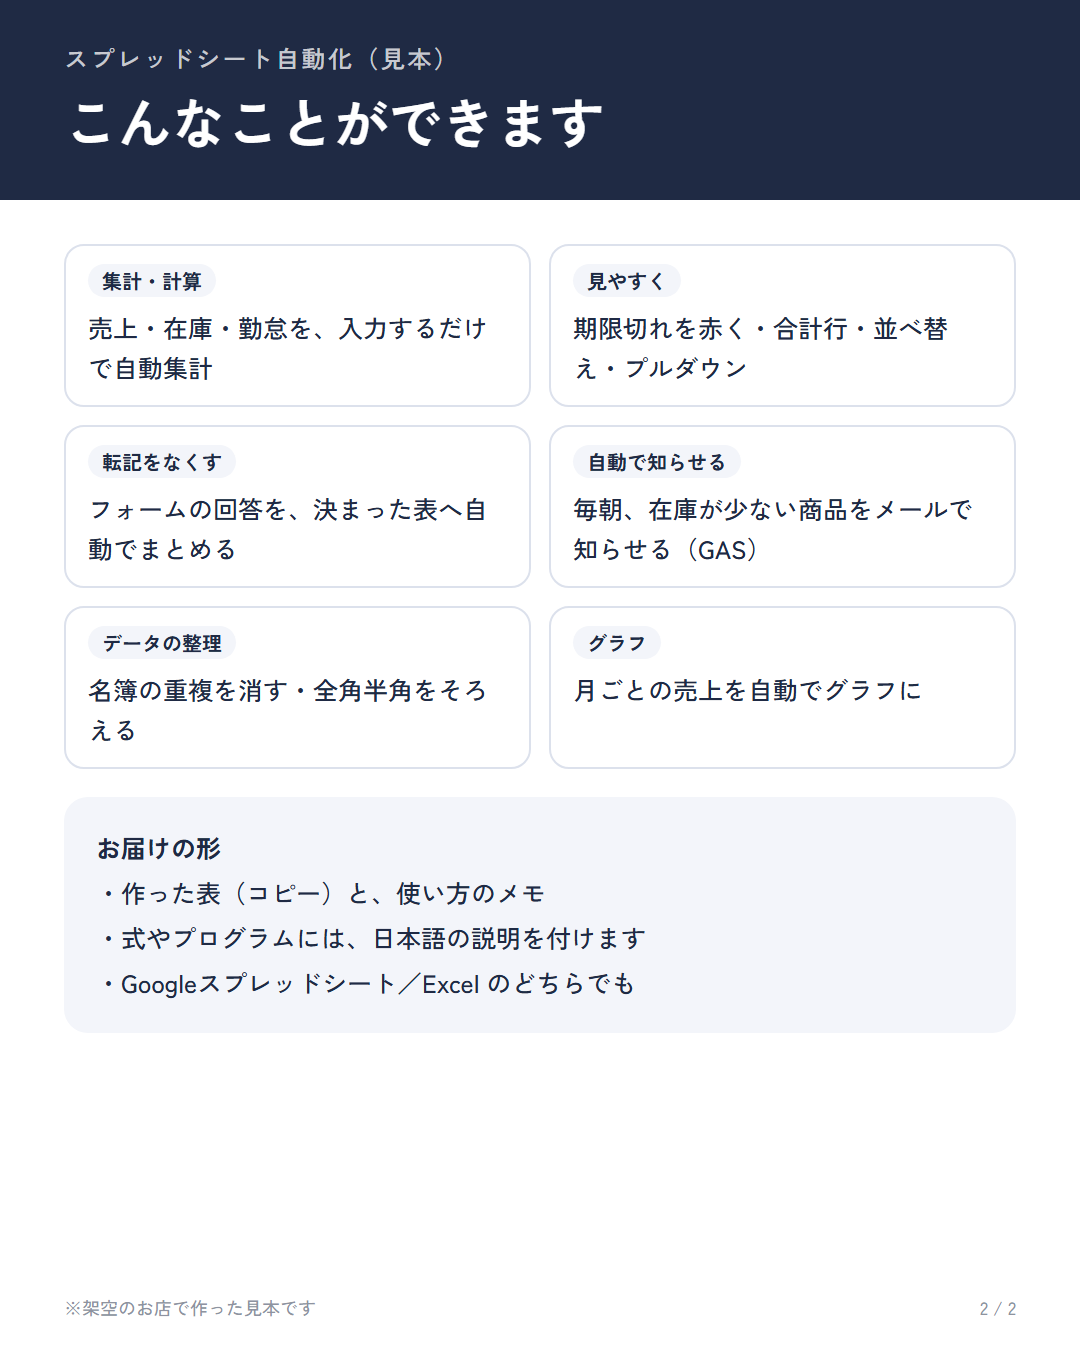 スプレッドシート自動化（見本）
こんなことができます
集計・計算
売上・在庫・勤怠を、入力するだけ
で自動集計
見やすく
期限切れを赤く・合計行・並べ替
え・プルダウン
転記をなくす
フォームの回答を、決まった表へ自
動でまとめる
自動で知らせる
毎朝、在庫が少ない商品をメールで
知らせる（GAS）
データの整理
名簿の重複を消す・全角半角をそろ
える
グラフ
月ごとの売上を自動でグラフに
お届けの形
・作った表（コピー）と、使い方のメモ
・式やプログラムには、日本語の説明を付けます
・Googleスプレッドシート／Excel のどちらでも
※架空のお店で作った見本です
2 / 2